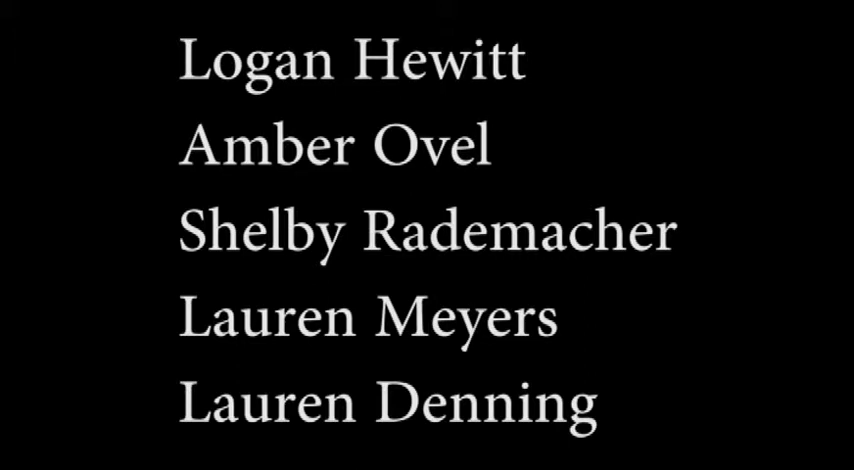 Logan Hewitt
Amber Ovel
Shelby Rademacher
Lauren Meyers
Lauren Denning